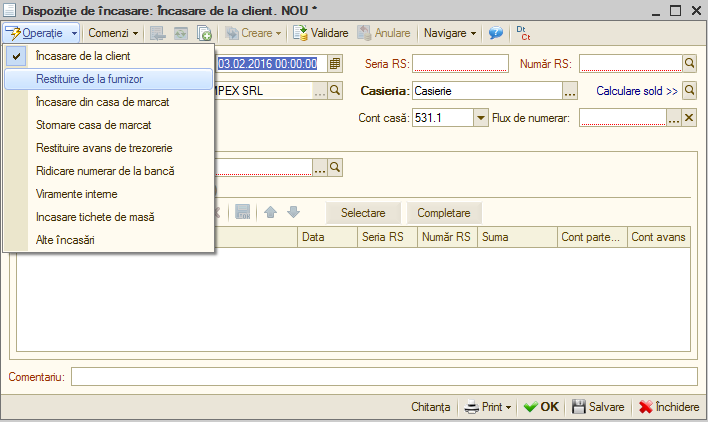 Dispoziţie de încasare: Încasare de la client. NOU *
Operaţie Comenzi Creare Validare Anulare Navigare Dt Ct
Încasare de la client
Restituire de la furnizor
Încasare din casa de marcat
Stornare casa de marcat
Restituire avans de trezorerie
Ridicare numerar de la bancă
Viramente interne
Incasare tichete de masă
Alte încasări
03.02.2016 00:00:00 Seria RS: Număr RS:
MPEX SRL Casieria: Casierie Calculare sold >>
Cont casă: 531.1 Flux de numerar:
Selectare Completare
Data Seria RS Număr RS Suma Cont parte... Cont avans
Comentariu:
Chitanţa Print OK Salvare Închidere